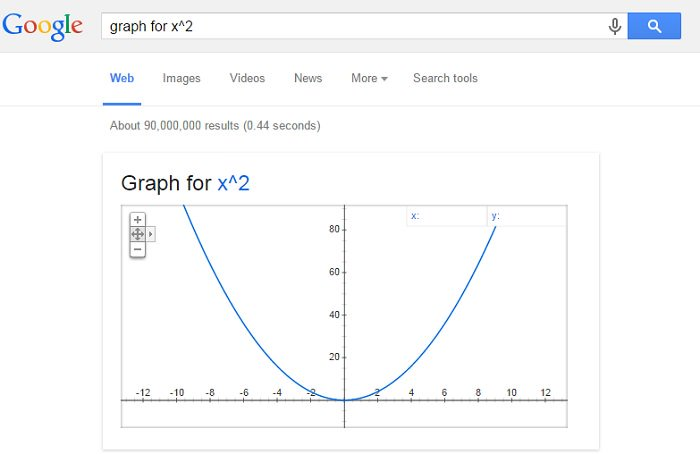 Google graph for x^2
Web Images Videos News More Search tools
About 90,000,000 results (0.44 seconds)
Graph for x^2
x: y:
80
60
40
20
-12 -10 -8 -6 -4 -2 2 4 6 8 10 12